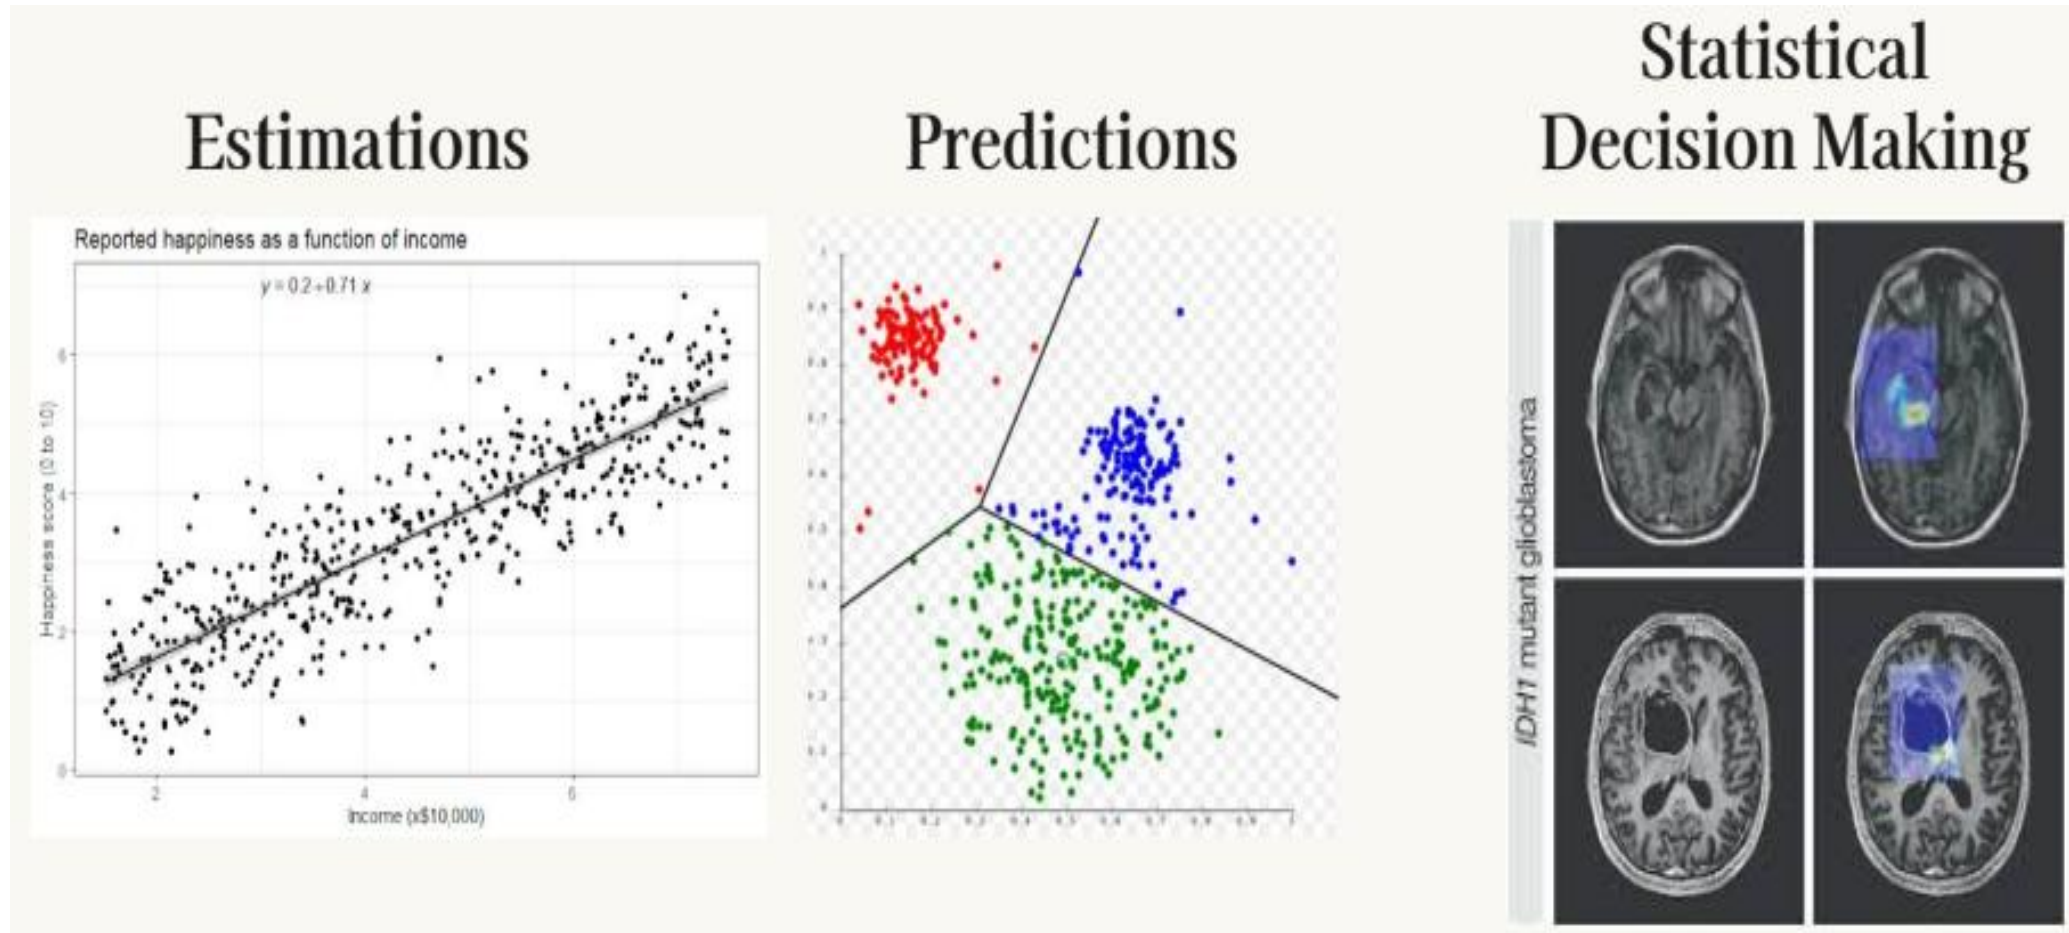 Estimations
Predictions
Statistical
Decision Making
Reported happiness as a function of income
y = 0.2+0.71 x
Happiness score (0 to 10)
6
4
2
0
2
4
6
Income (x$10,000)
IDH1 mutant glioblastoma